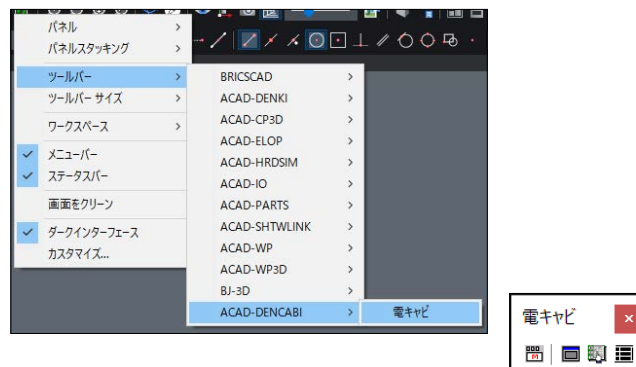 パネル
パネルスタッキング
ツールバー
ツールバー サイズ
ワークスペース
メニューバー
ステータスバー
画面をクリーン
ダークインターフェース
カスタマイズ...
BRICSCAD
ACAD-DENKI
ACAD-CP3D
ACAD-ELOP
ACAD-HRDSIM
ACAD-IO
ACAD-PARTS
ACAD-SHTWLINK
ACAD-WP
ACAD-WP3D
BJ-3D
ACAD-DENCABI
電キャビ
電キャビ